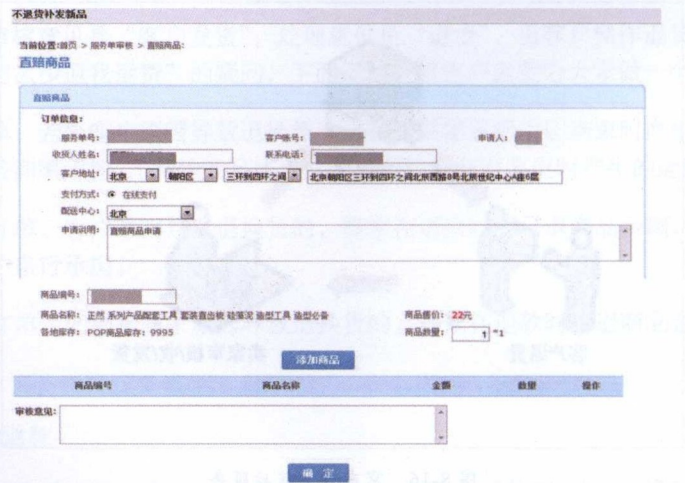 不退货补发新品
当前位置:首页 > 服务单审核 > 直赔商品:
直赔商品
直赔商品
订单信息:
服务单号: 客户账号: 申请人:
收货人姓名: 联系电话:
客户地址: 北京 朝阳区 三环到四环之间 北京朝阳区三环到四环之间北辰西路8号北辰世纪中心A座6层
支付方式: 在线支付
配送中心: 北京
申请说明: 直赔商品申请
商品编号:
商品名称: 正然 系列产品配套工具 套装直齿梳 硅藻泥 造型工具 造型必备 商品售价: 22元
各地库存: POP商品库存: 9993 商品数量: 1 *1
添加商品
商品编号 商品名称 金额 数量 操作
审核意见:
确 定